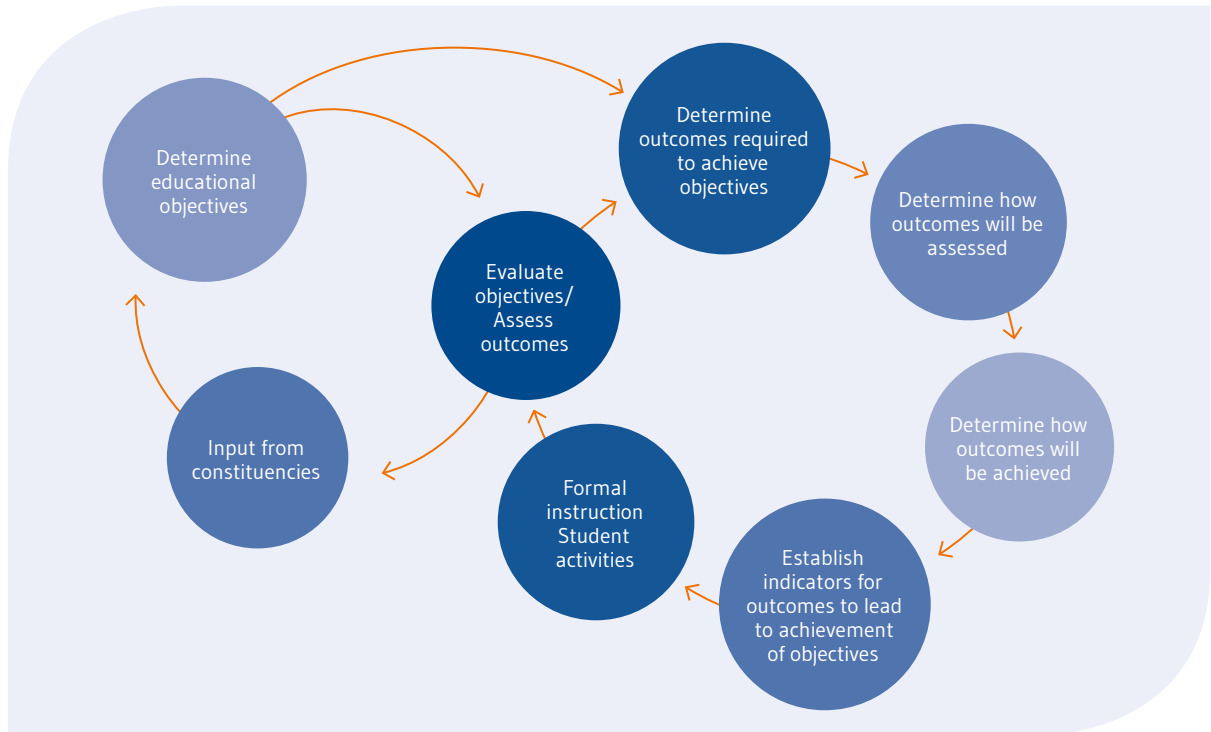 Determine
educational
objectives
Determine
outcomes required
to achieve
objectives
Determine how
outcomes will be
assessed
Evaluate
objectives/
Assess
outcomes
Determine how
outcomes will
be achieved
Input from
constituencies
Formal
instruction
Student
activities
Establish
indicators for
outcomes to lead
to achievement
of objectives